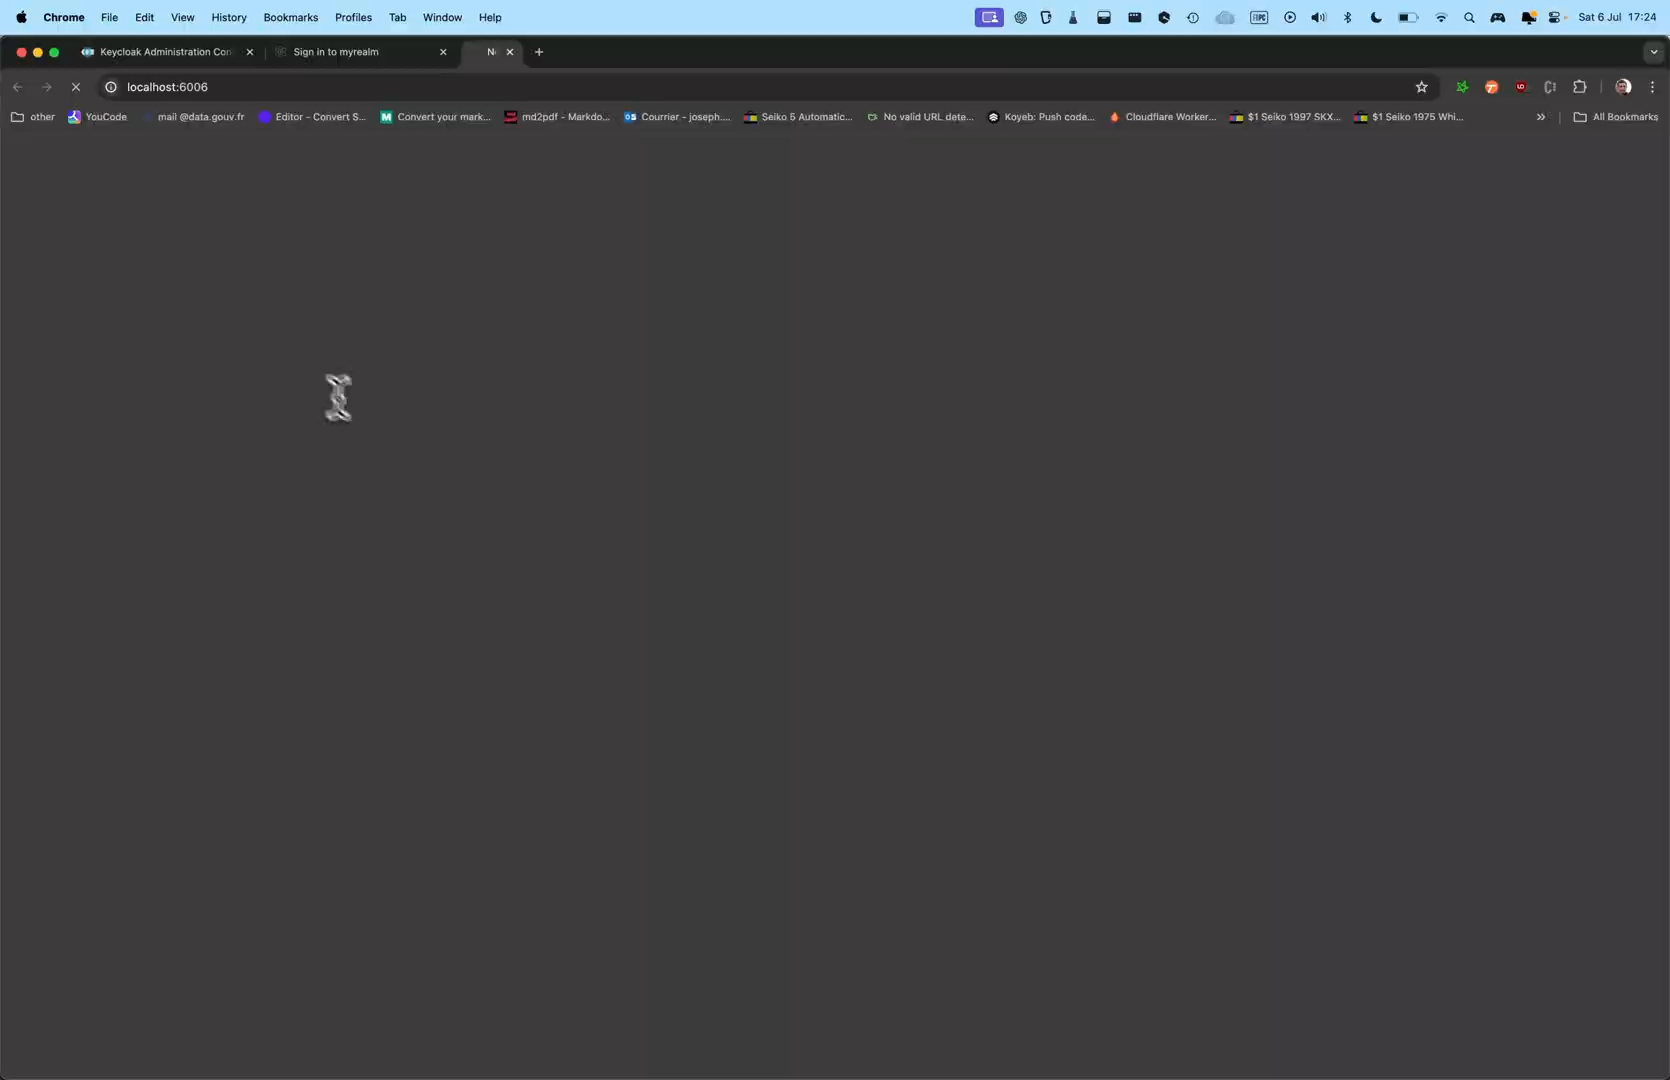 Chrome File Edit View History Bookmarks Profiles Tab Window Help Sat 6 Jul 17:24
Keycloak Administration Con Sign in to myrealm
localhost:6006
other YouCode mail @data.gouv.fr Editor – Convert S... Convert your mark... md2pdf - Markdo... Courrier – joseph.... Seiko 5 Automatic... No valid URL dete... Koyeb: Push code... Cloudflare Worker... $1 Seiko 1997 SKX... $1 Seiko 1975 Whi... » All Bookmarks